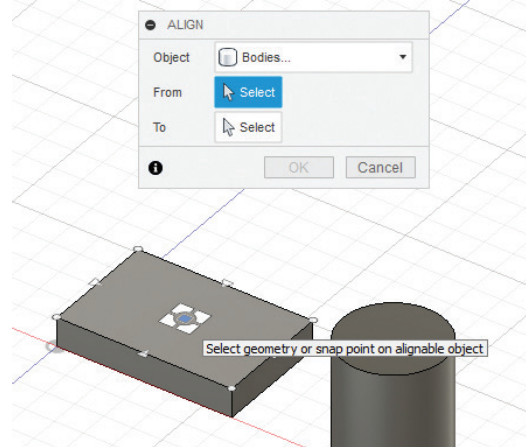 ALIGN
Object Bodies...
From Select
To Select
OK Cancel
Select geometry or snap point on alignable object